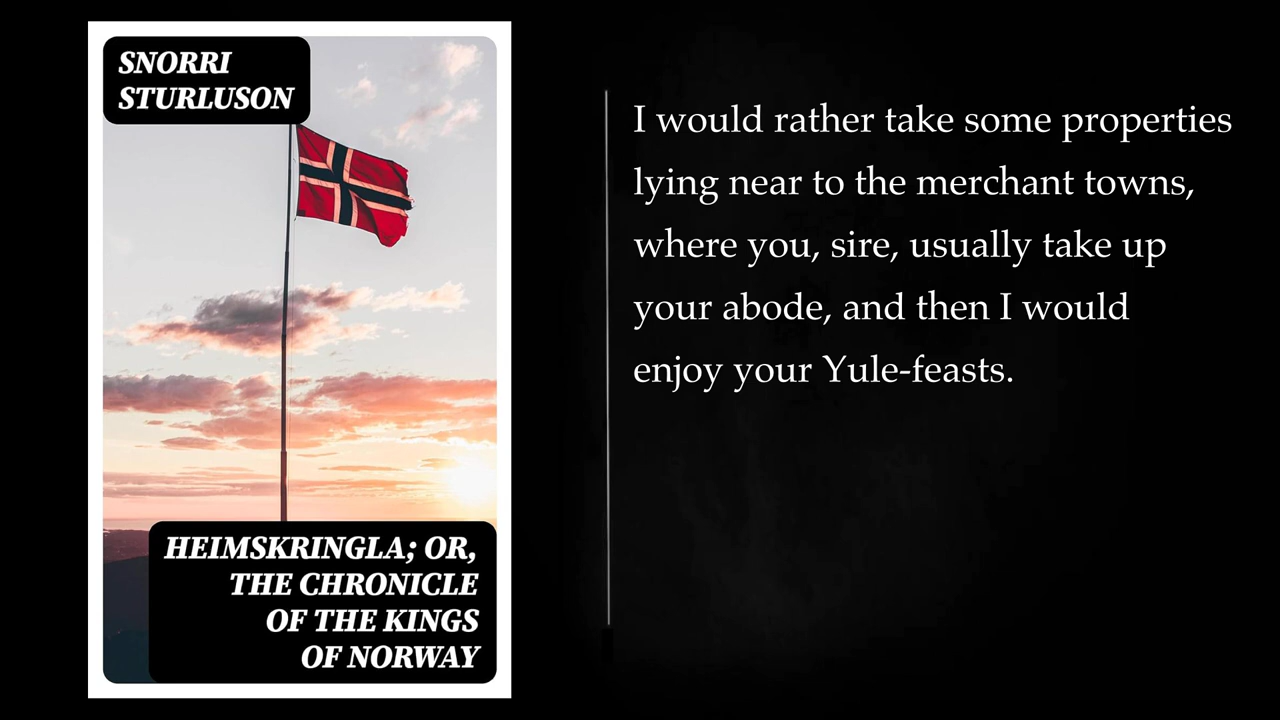 SNORRI
STURLUSON
HEIMSKRINGLA; OR,
THE CHRONICLE
OF THE KINGS
OF NORWAY
I would rather take some properties
lying near to the merchant towns,
where you, sire, usually take up
your abode, and then I would
enjoy your Yule-feasts.